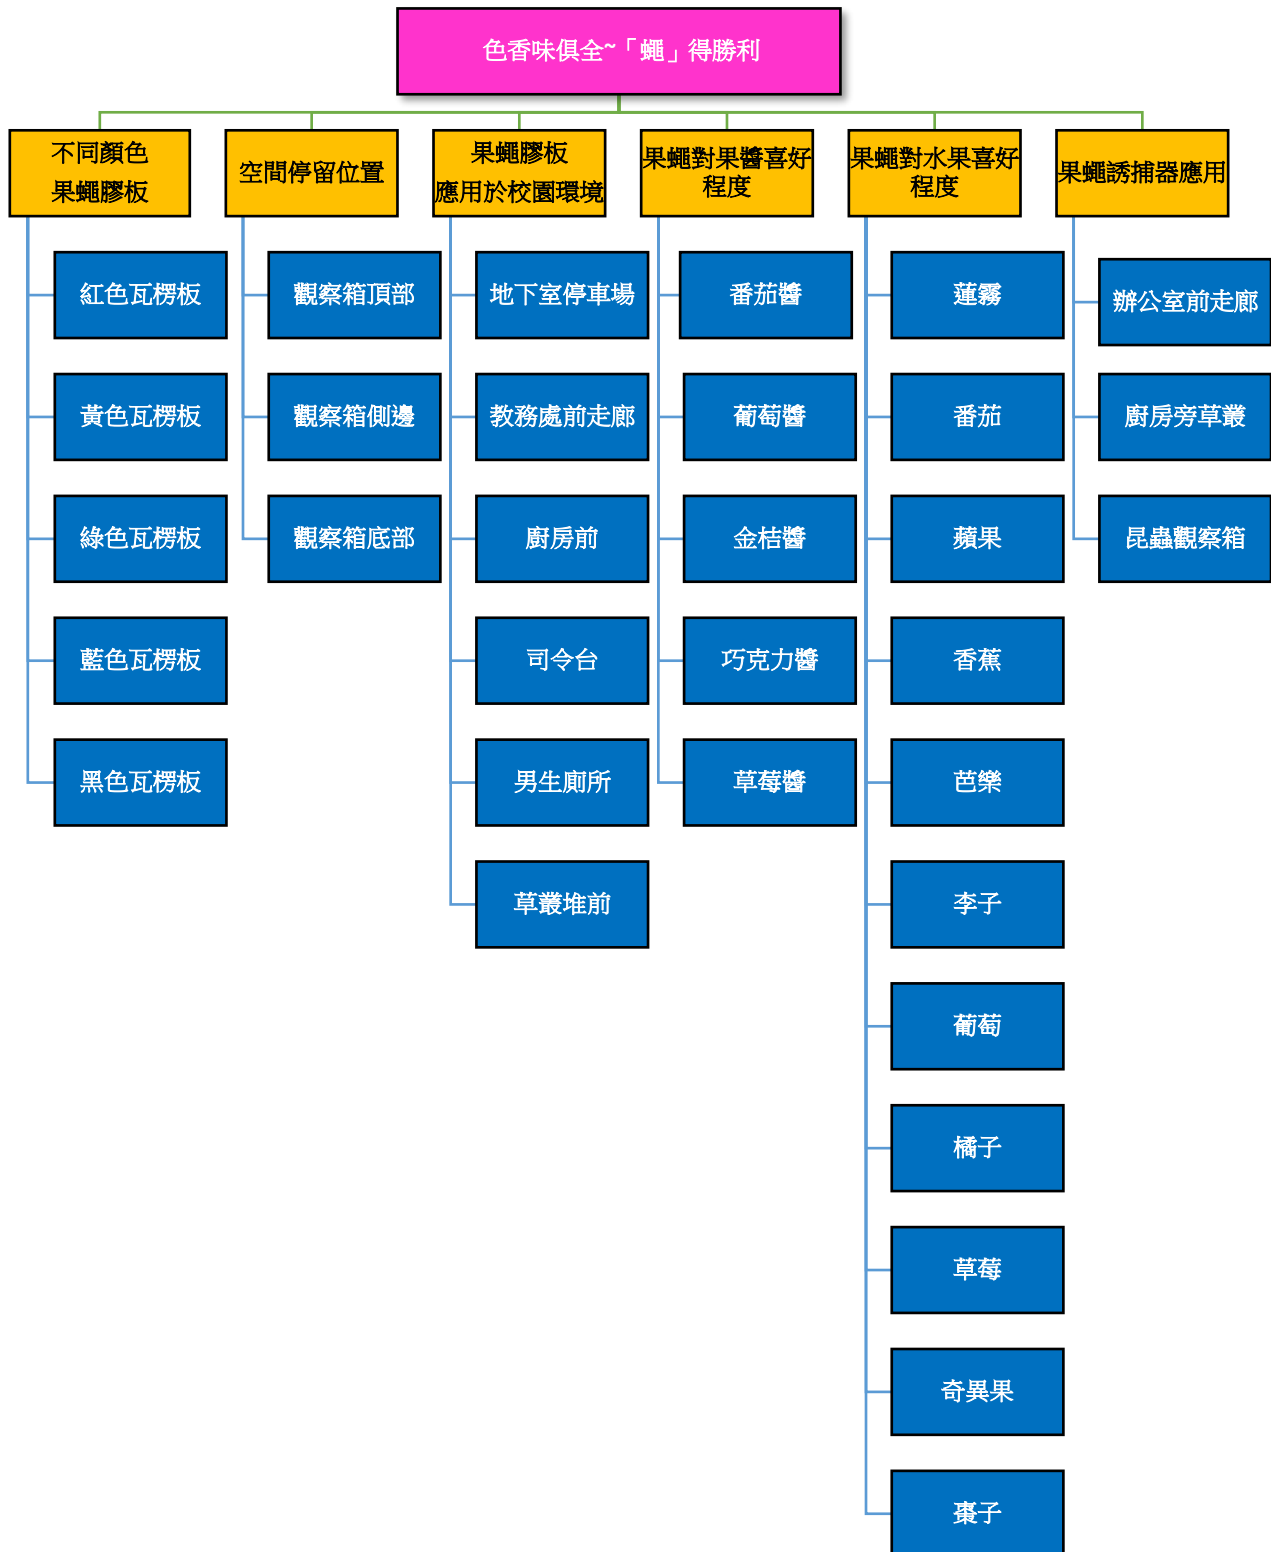 色香味俱全~「蠅」得勝利
不同顏色
果蠅膠板
紅色瓦楞板
黃色瓦楞板
綠色瓦楞板
藍色瓦楞板
黑色瓦楞板
空間停留位置
觀察箱頂部
觀察箱側邊
觀察箱底部
果蠅膠板
應用於校園環境
地下室停車場
教務處前走廊
廚房前
司令台
男生廁所
草叢堆前
果蠅對果醬喜好
程度
番茄醬
葡萄醬
金桔醬
巧克力醬
草莓醬
果蠅對水果喜好
程度
蓮霧
番茄
蘋果
香蕉
芭樂
李子
葡萄
橘子
草莓
奇異果
棗子
果蠅誘捕器應用
辦公室前走廊
廚房旁草叢
昆蟲觀察箱